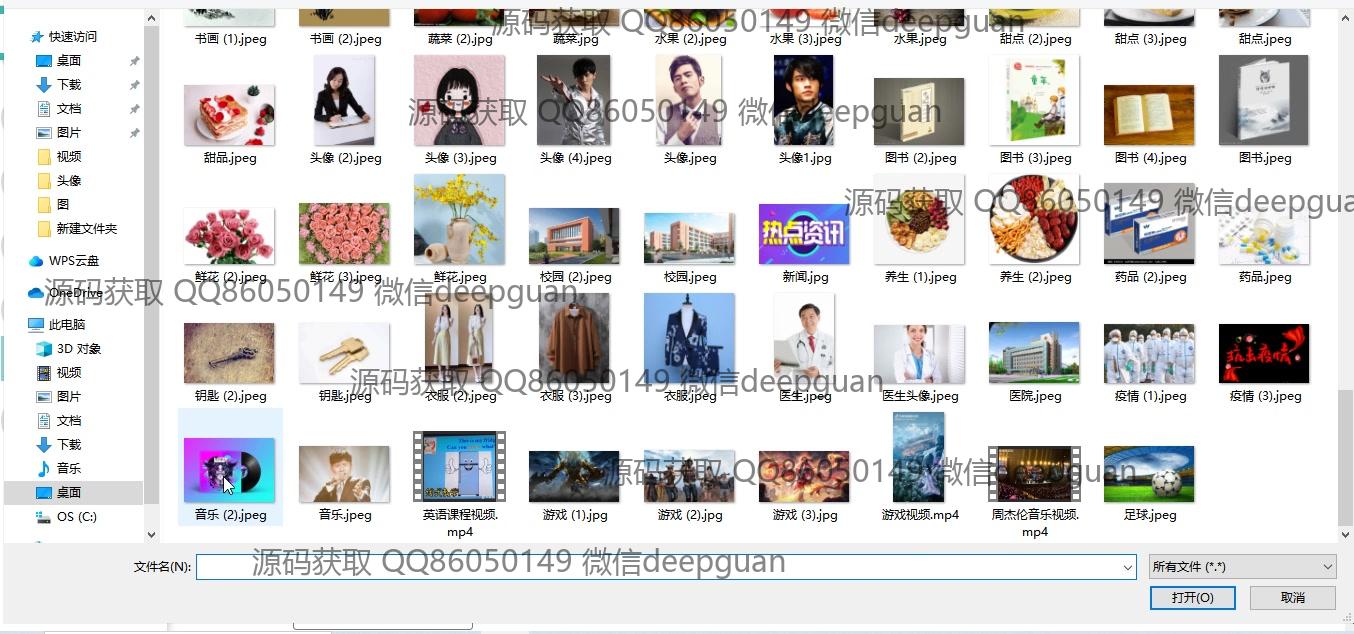 源码获取 QQ86050149 微信deepguan
书画 (1).jpeg
书画 (2).jpeg
蔬菜 (2).jpg
蔬菜.jpg
水果 (2).jpeg
水果 (3).jpeg
水果.jpeg
甜点 (2).jpeg
甜点 (3).jpeg
甜点.jpeg
快速访问
桌面
下载
文档
图片
视频
头像
图
新建文件夹
WPS云盘
OneDrive
此电脑
3D 对象
视频
图片
文档
下载
音乐
桌面
OS (C:)
源码获取 QQ86050149 微信deepguan
童年
甜品.jpeg
头像 (2).jpeg
头像 (3).jpeg
头像 (4).jpeg
头像.jpeg
头像1.jpg
图书 (2).jpeg
图书 (3).jpeg
图书 (4).jpeg
图书.jpeg
源码获取 QQ86050149 微信deepgua
热点资讯
鲜花 (2).jpeg
鲜花 (3).jpeg
鲜花.jpeg
校园 (2).jpeg
校园.jpeg
新闻.jpg
养生 (1).jpeg
养生 (2).jpeg
药品 (2).jpeg
药品.jpeg
源码获取 QQ86050149 微信deepguan
抗击疫情
源码获取 QQ86050149 微信deepguan
钥匙 (2).jpeg
钥匙.jpeg
衣服 (2).jpeg
衣服 (3).jpeg
衣服.jpeg
医生.jpeg
医生头像.jpeg
医院.jpeg
疫情 (1).jpeg
疫情 (3).jpeg
源码获取 QQ86050149 微信deepguan
音乐 (2).jpeg
音乐.jpeg
英语课程视频.
mp4
游戏 (1).jpg
游戏 (2).jpg
游戏 (3).jpg
游戏视频.mp4
周杰伦音乐视频.
mp4
足球.jpeg
文件名(N):
源码获取 QQ86050149 微信deepguan
所有文件 (*.*)
打开(O)
取消